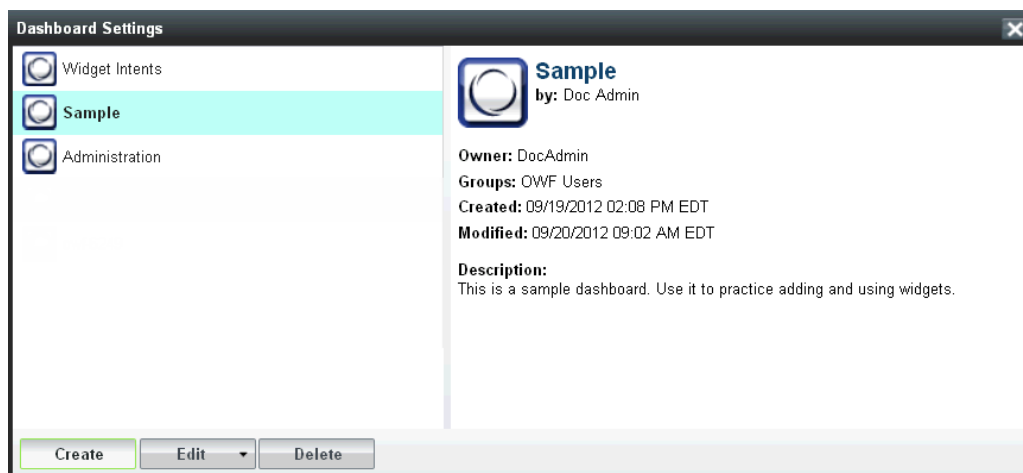 Dashboard Settings
Widget Intents
Sample
Administration
Sample
by: Doc Admin
Owner: DocAdmin
Groups: OWF Users
Created: 09/19/2012 02:08 PM EDT
Modified: 09/20/2012 09:02 AM EDT
Description:
This is a sample dashboard. Use it to practice adding and using widgets.
Create
Edit
Delete